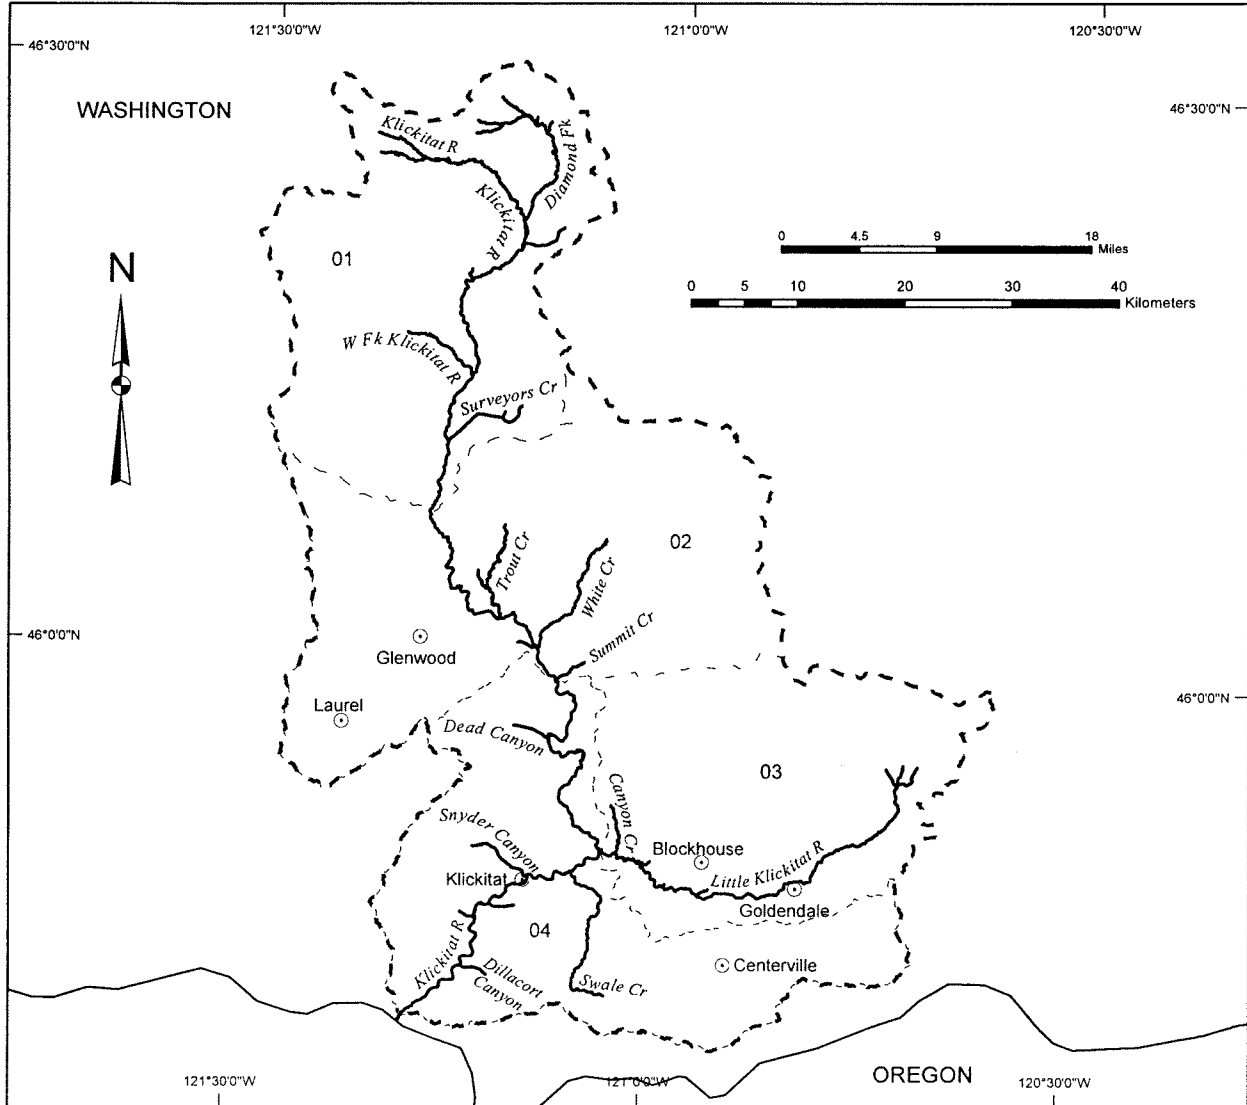 121°30'0"W
121°0'0"W
120°30'0"W
46°30'0"N
WASHINGTON
46°30'0"N
Klickitat R
Diamond Fk
Klickitat R
0 4.5 9 18
Miles
01
N
0 5 10 20 30 40
Kilometers
W Fk Klickitat R
Surveyors Cr
02
Trout Cr
White Cr
Summit Cr
46°0'0"N
Glenwood
46°0'0"N
Laurel
Dead Canyon
03
Canyon Cr
Snyder Canyon
Blockhouse
Little Klickitat R
Klickitat
Goldendale
04
Klickitat R
Centerville
Dillacort
Canyon
Swale Cr
OREGON
121°30'0"W
121°0'0"W
120°30'0"W